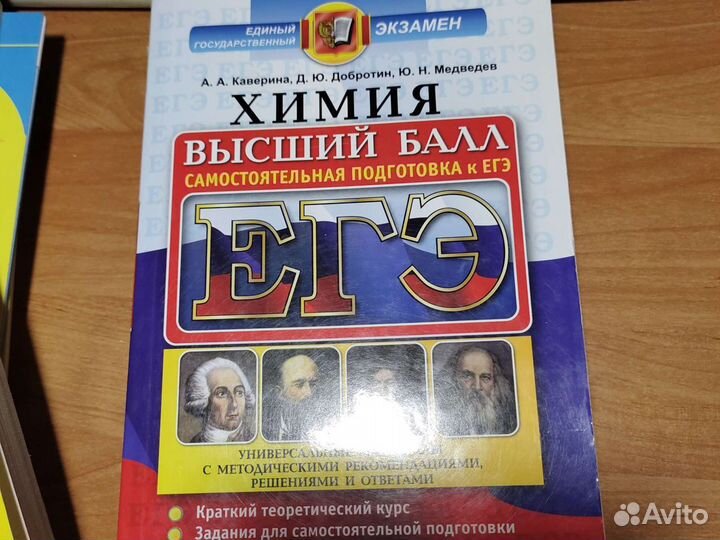 ЕДИНЫЙ
ГОСУДАРСТВЕННЫЙ
ЭКЗАМЕН
А. А. Каверина, Д. Ю. Добротин, Ю. Н. Медведев
ХИМИЯ
ВЫСШИЙ БАЛЛ
САМОСТОЯТЕЛЬНАЯ ПОДГОТОВКА к ЕГЭ
ЕГЭ
УНИВЕРСАЛЬНЫЕ
С МЕТОДИЧЕСКИМИ РЕКОМЕНДАЦИЯМИ,
РЕШЕНИЯМИ И ОТВЕТАМИ
Краткий теоретический курс
Задания для самостоятельной подготовки
Avito